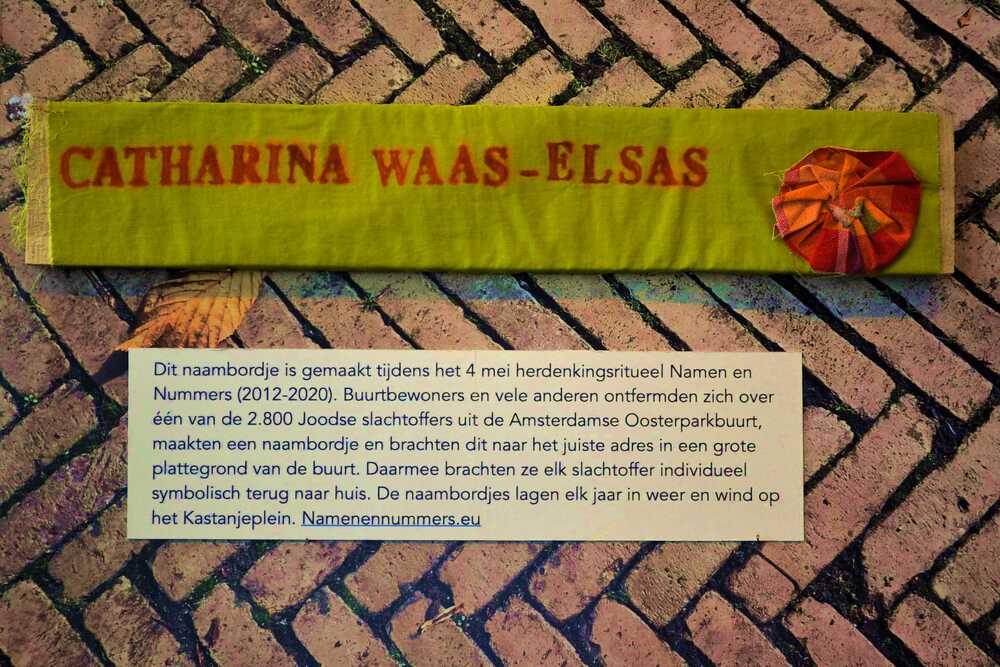 CATHARINA WAAS-ELSAS
Dit naambordje is gemaakt tijdens het 4 mei herdenkingsritueel Namen en
Nummers (2012-2020). Buurtbewoners en vele anderen ontfermden zich over
één van de 2.800 Joodse slachtoffers uit de Amsterdamse Oosterparkbuurt,
maakten een naambordje en brachten dit naar het juiste adres in een grote
plattegrond van de buurt. Daarmee brachten ze elk slachtoffer individueel
symbolisch terug naar huis. De naambordjes lagen elk jaar in weer en wind op
het Kastanjeplein. Namenennummers.eu